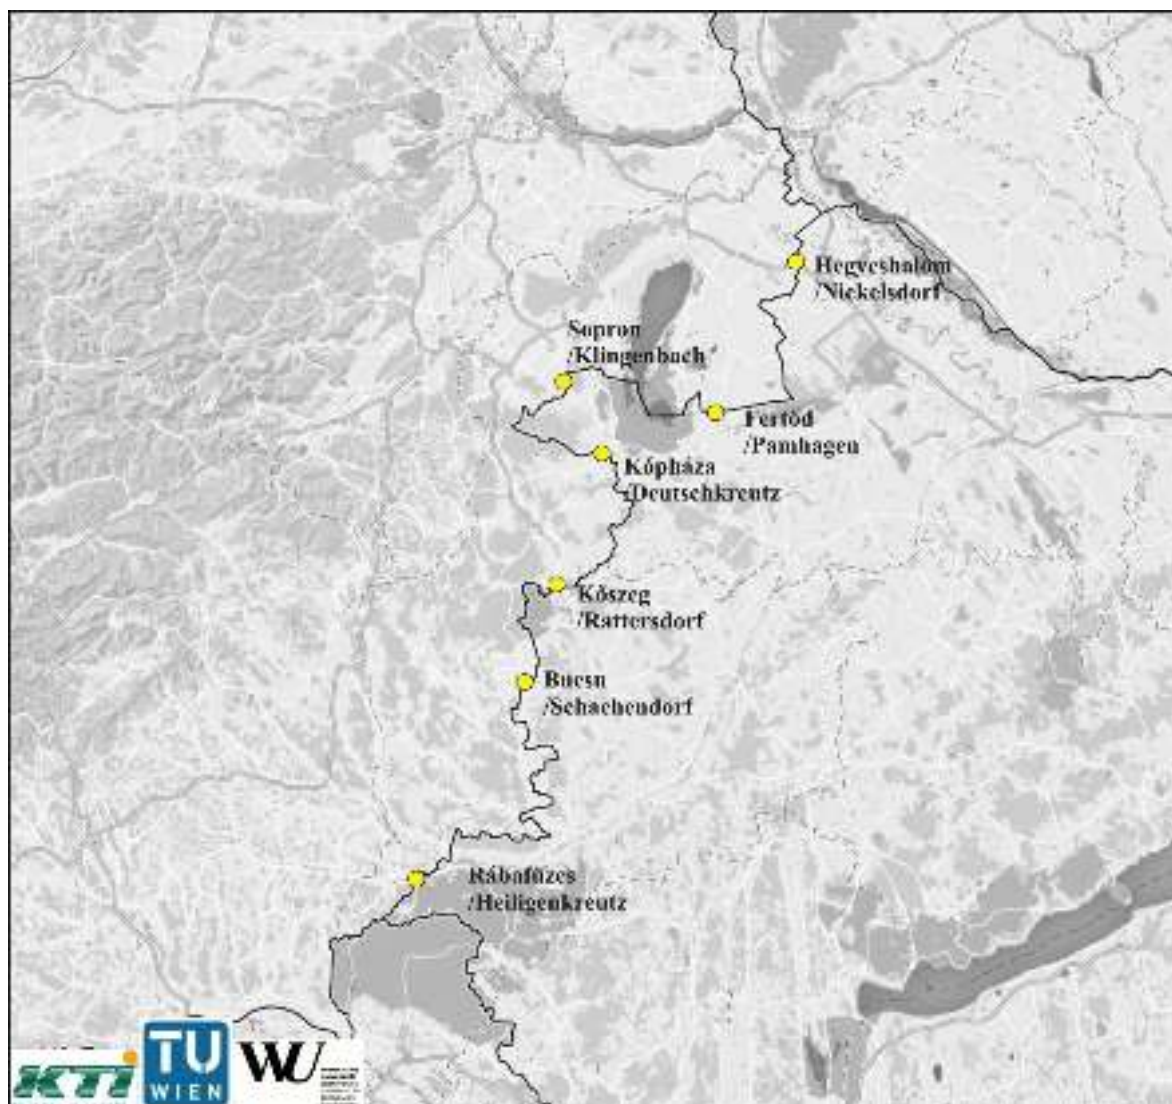 Hegyeshalom
/Nickelsdorf
Sopron
/Klingenbach
Fertőd
/Pamhagen
Kópháza
/Deutschkreutz
Kőszeg
/Rattersdorf
Bucsu
/Schachendorf
Rábafüzes
/Heiligenkreutz
KTI
TU
WIEN
WU